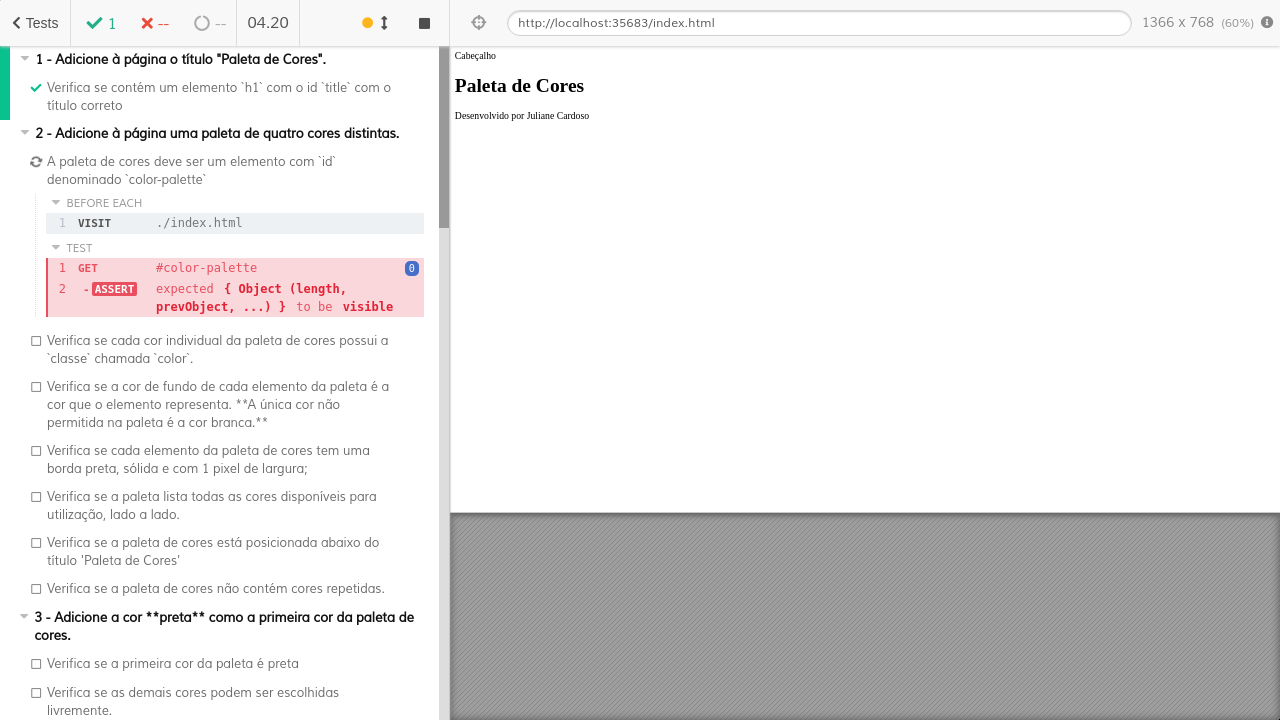 Tests
1
--
--
04.20
http://localhost:35683/index.html
1366 x 768 (60%)
1 - Adicione à página o título "Paleta de Cores".
Verifica se contém um elemento `h1` com o id `title` com o
título correto
2 - Adicione à página uma paleta de quatro cores distintas.
A paleta de cores deve ser um elemento com `id`
denominado `color-palette`
BEFORE EACH
1 VISIT ./index.html
TEST
1 GET #color-palette 0
2 -ASSERT expected { Object (length,
prevObject, ...) } to be visible
Verifica se cada cor individual da paleta de cores possui a
`classe` chamada `color`.
Verifica se a cor de fundo de cada elemento da paleta é a
cor que o elemento representa. **A única cor não
permitida na paleta é a cor branca.**
Verifica se cada elemento da paleta de cores tem uma
borda preta, sólida e com 1 pixel de largura;
Verifica se a paleta lista todas as cores disponíveis para
utilização, lado a lado.
Verifica se a paleta de cores está posicionada abaixo do
título 'Paleta de Cores'
Verifica se a paleta de cores não contém cores repetidas.
3 - Adicione a cor **preta** como a primeira cor da paleta de
cores.
Verifica se a primeira cor da paleta é preta
Verifica se as demais cores podem ser escolhidas
livremente.
Cabeçalho
Paleta de Cores
Desenvolvido por Juliane Cardoso